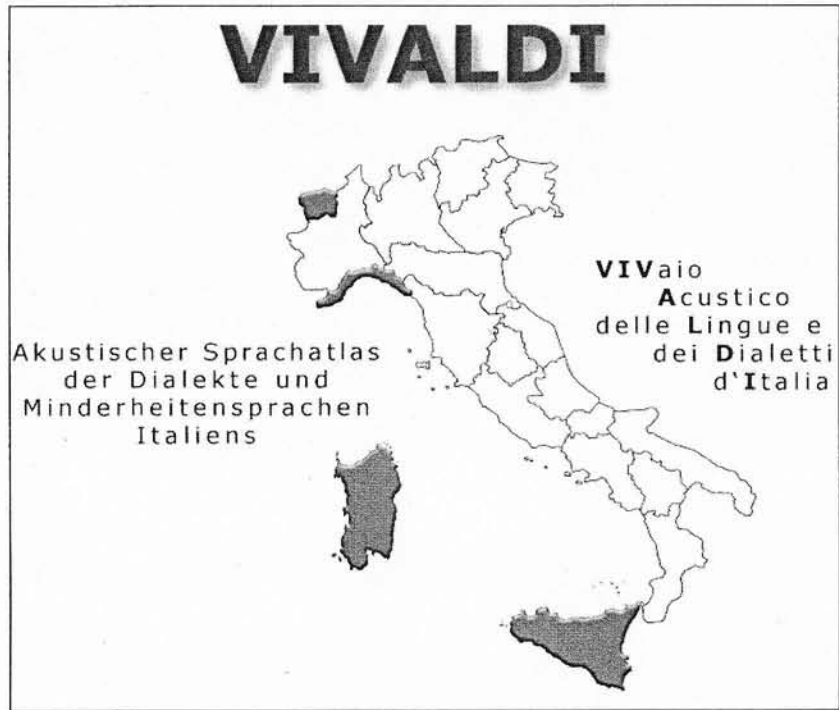 VIVALDI
VIVaio
Acustico
delle Lingue e
dei Dialetti
d'Italia
Akustischer Sprachatlas
der Dialekte und
Minderheitensprachen
Italiens